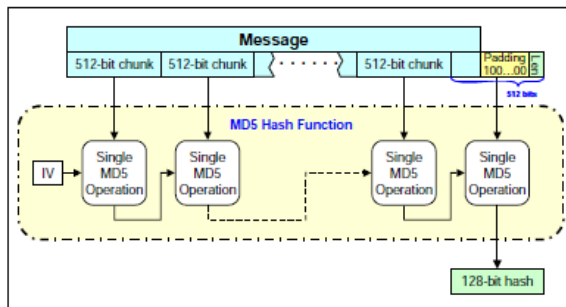 Message
512-bit chunk 512-bit chunk · · · · · · 512-bit chunk Padding
100...00 Len
512 bits
MD5 Hash Function
IV
Single
MD5
Operation
Single
MD5
Operation
Single
MD5
Operation
Single
MD5
Operation
128-bit hash